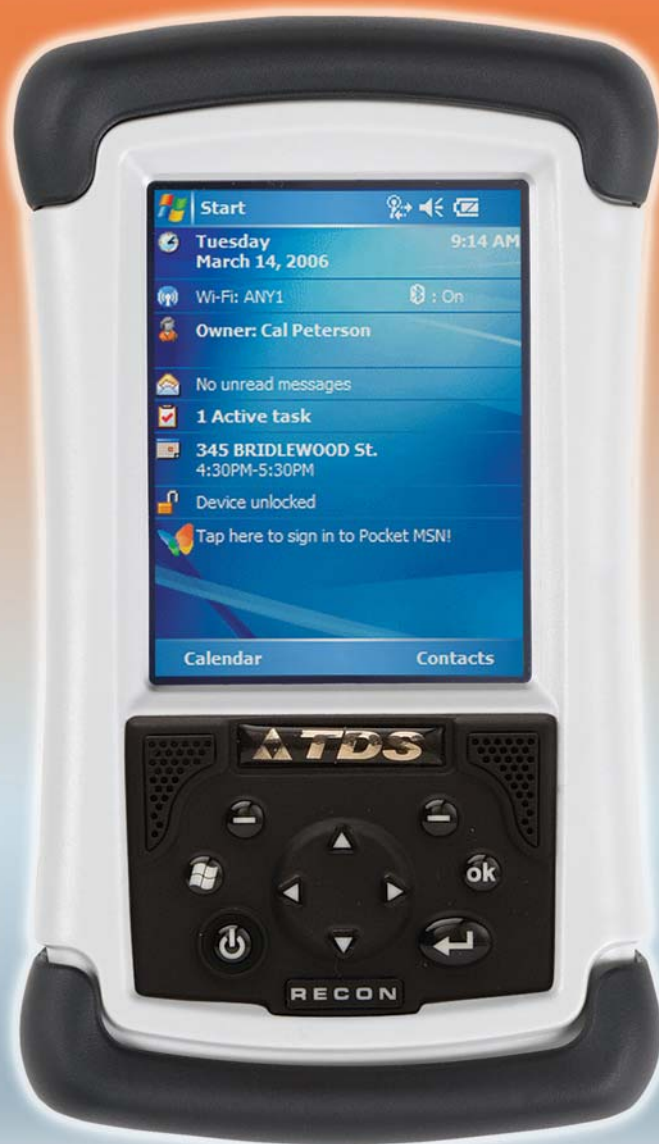 Start
Tuesday 9:14 AM
March 14, 2006
Wi-Fi: ANY1 : On
Owner: Cal Peterson
No unread messages
1 Active task
345 BRIDLEWOOD St.
4:30PM-5:30PM
Device unlocked
Tap here to sign in to Pocket MSN!
Calendar Contacts
TDS
ok
RECON